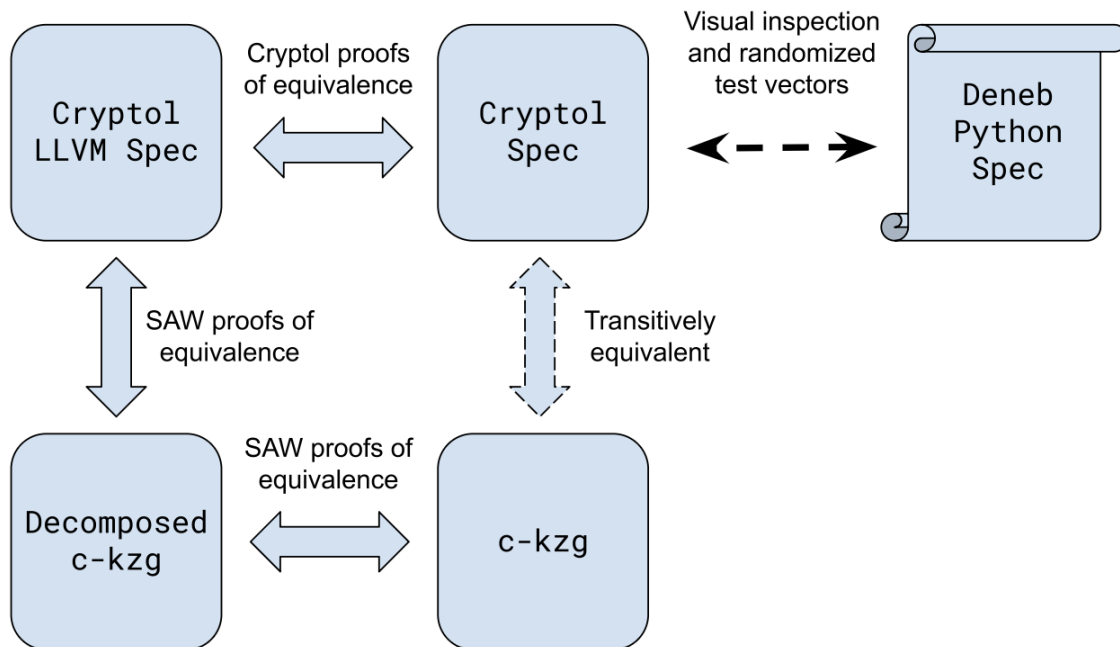 Cryptol proofs
of equivalence
Visual inspection
and randomized
test vectors
Cryptol
LLVM Spec
Cryptol
Spec
Deneb
Python
Spec
SAW proofs of
equivalence
Transitively
equivalent
SAW proofs of
equivalence
Decomposed
c-kzg
c-kzg